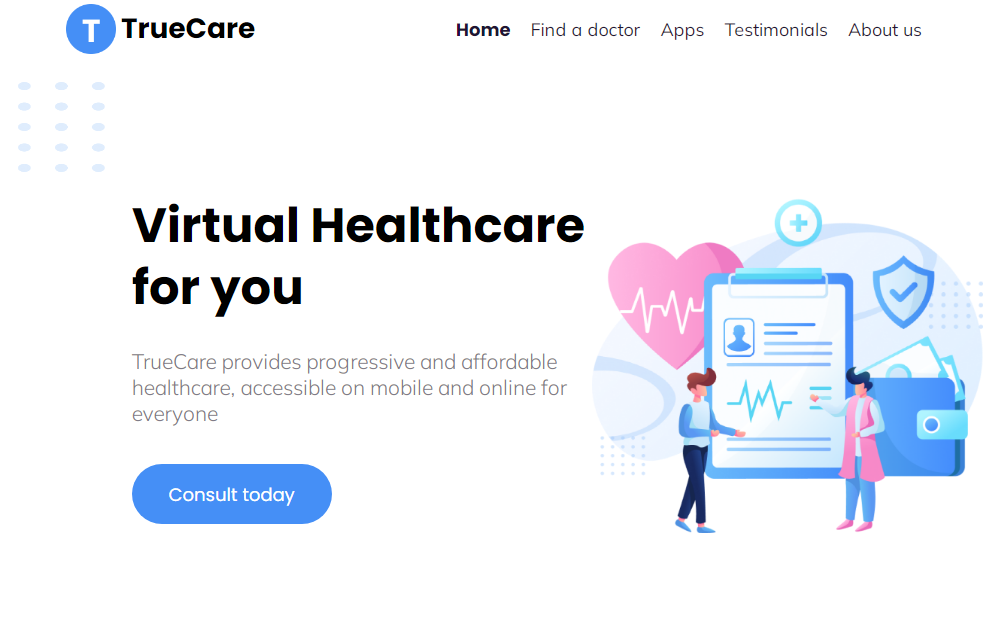 T TrueCare
Home Find a doctor Apps Testimonials About us
Virtual Healthcare
for you
TrueCare provides progressive and affordable
healthcare, accessible on mobile and online for
everyone
Consult today